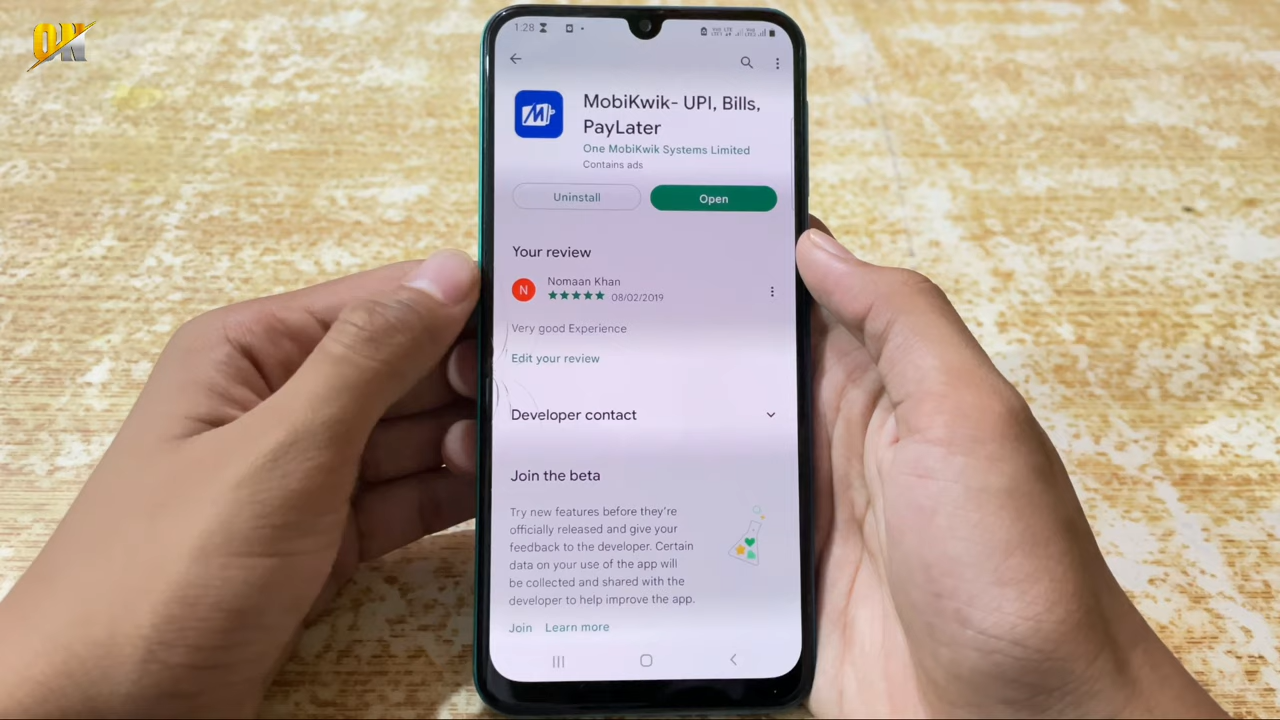 ON
1:28
MobiKwik- UPI, Bills,
PayLater
One MobiKwik Systems Limited
Contains ads
Uninstall
Open
Your review
N
Nomaan Khan
08/02/2019
Very good Experience
Edit your review
Developer contact
Join the beta
Try new features before they're
officially released and give your
feedback to the developer. Certain
data on your use of the app will
be collected and shared with the
developer to help improve the app.
Join Learn more